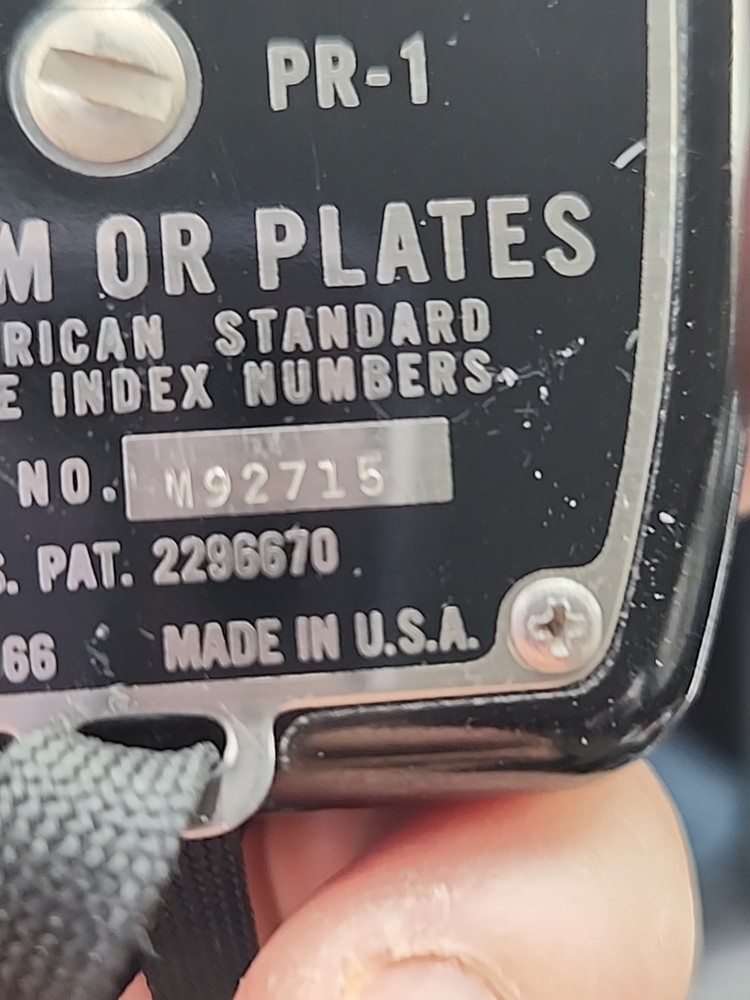 PR-1
M OR PLATES
RICAN STANDARD
E INDEX NUMBERS
NO. M92715
S. PAT. 2296670
66 MADE IN U.S.A.